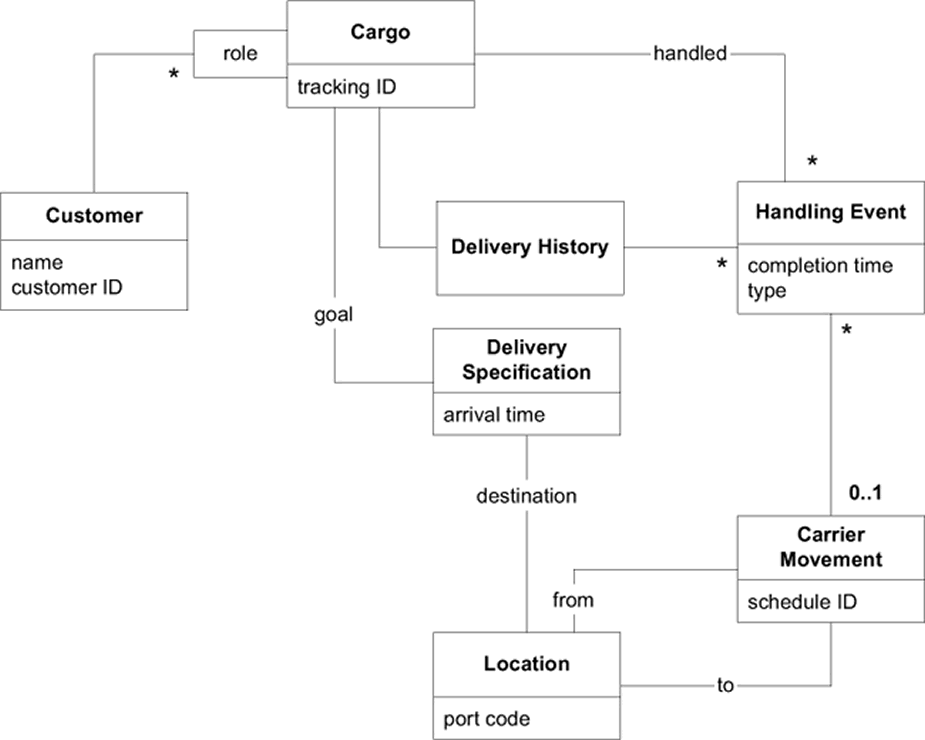 Cargo
role
handled
*
tracking ID
*
Customer
Handling Event
name
customer ID
Delivery History
*
completion time
type
goal
*
Delivery
Specification
arrival time
destination
0..1
Carrier
Movement
from
schedule ID
Location
to
port code